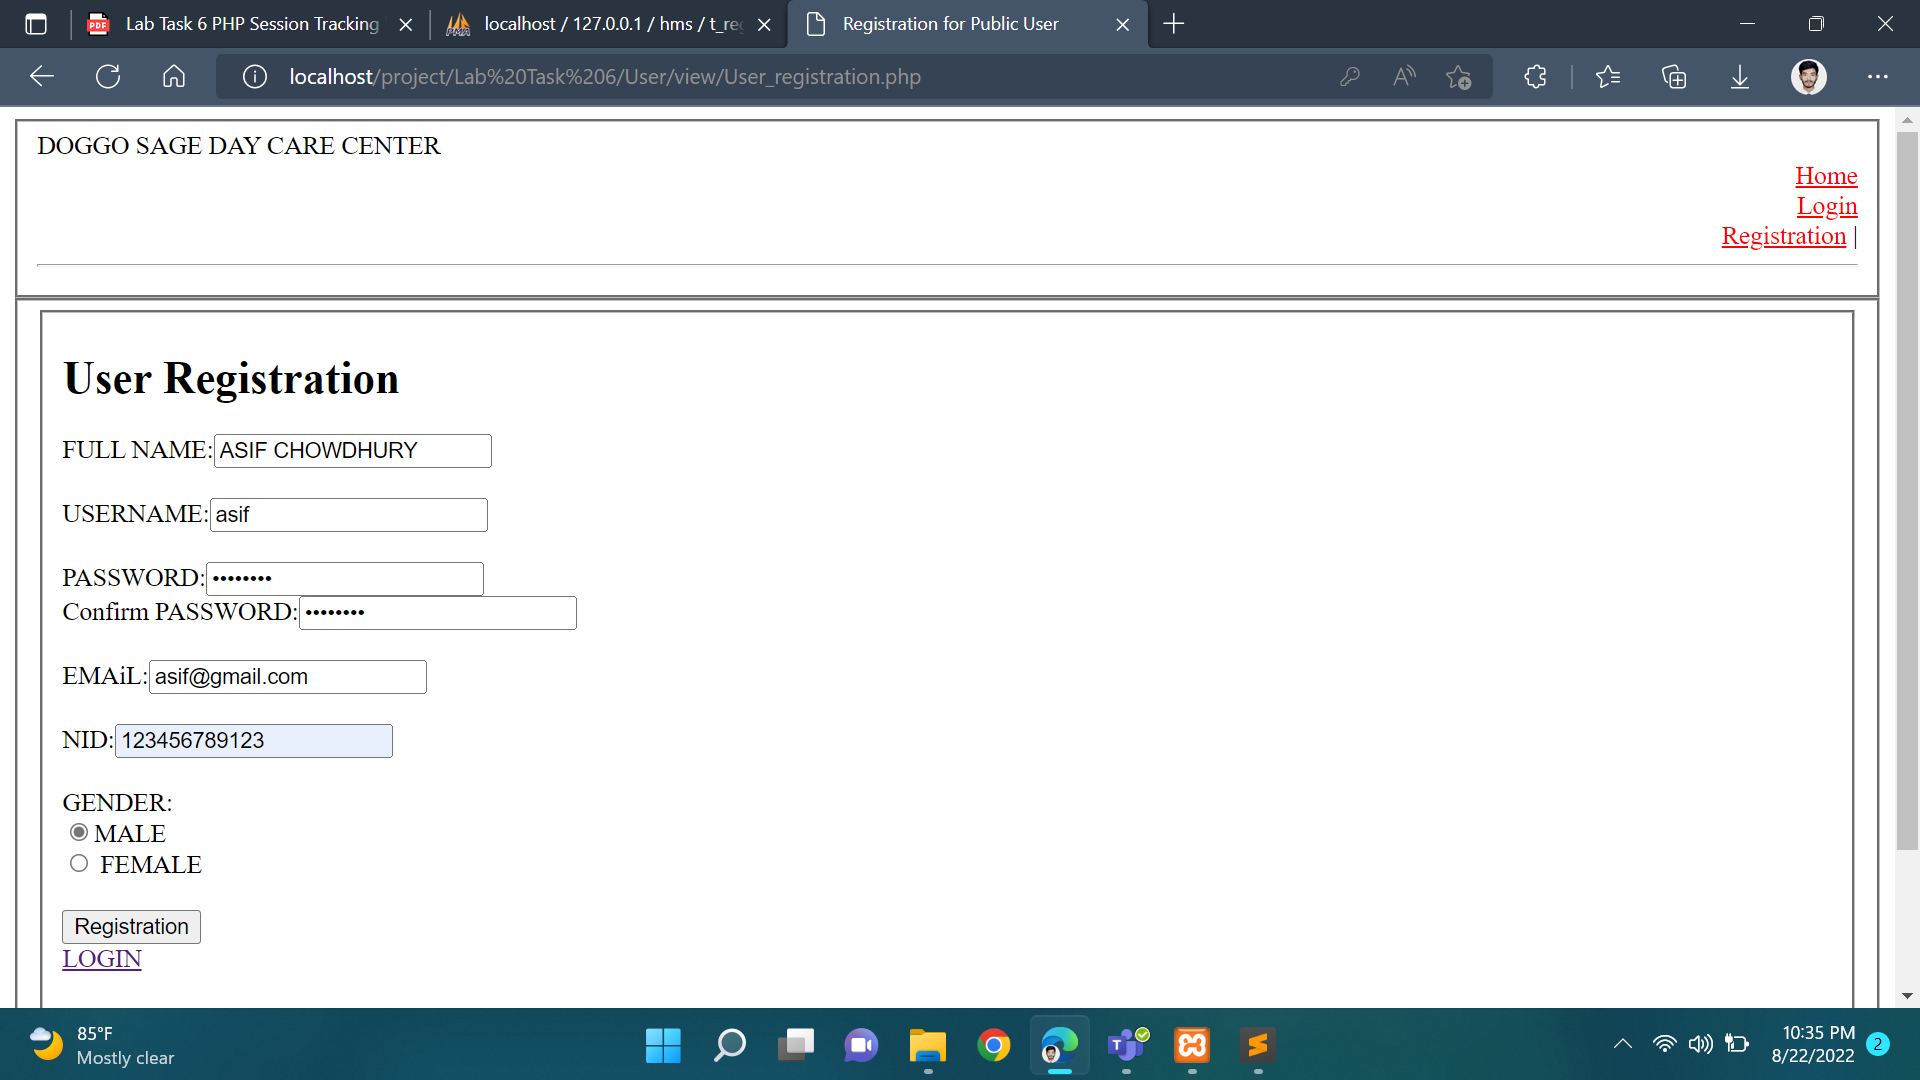 Lab Task 6 PHP Session Tracking
localhost / 127.0.0.1 / hms / t_reg
Registration for Public User
localhost/project/Lab%20Task%206/User/view/User_registration.php
DOGGO SAGE DAY CARE CENTER
Home
Login
Registration |
User Registration
FULL NAME: ASIF CHOWDHURY
USERNAME: asif
PASSWORD: ••••••••
Confirm PASSWORD: ••••••••
EMAiL: asif@gmail.com
NID: 123456789123
GENDER:
MALE
FEMALE
Registration
LOGIN
85°F
Mostly clear
10:35 PM
8/22/2022
2